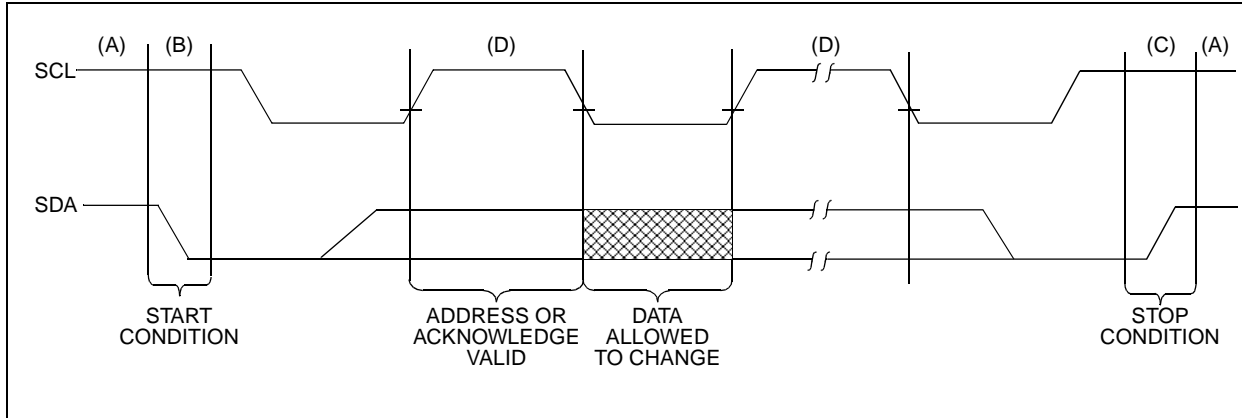 (A) (B) (D) (D) (C) (A)
SCL
SDA
START
CONDITION
ADDRESS OR
ACKNOWLEDGE
VALID
DATA
ALLOWED
TO CHANGE
STOP
CONDITION